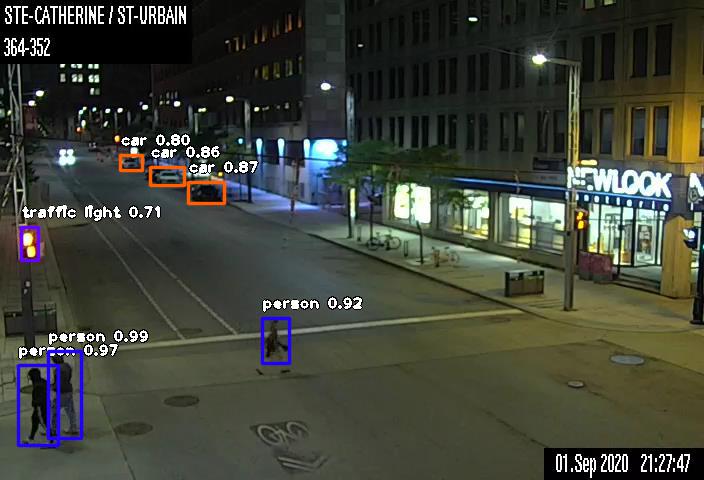 STE-CATHERINE / ST-URBAIN
364-352
car 0.80
car 0.86
car 0.87
traffic light 0.71
person 0.92
person 0.99
person 0.97
NEWLOOK
01.Sep 2020 21:27:47